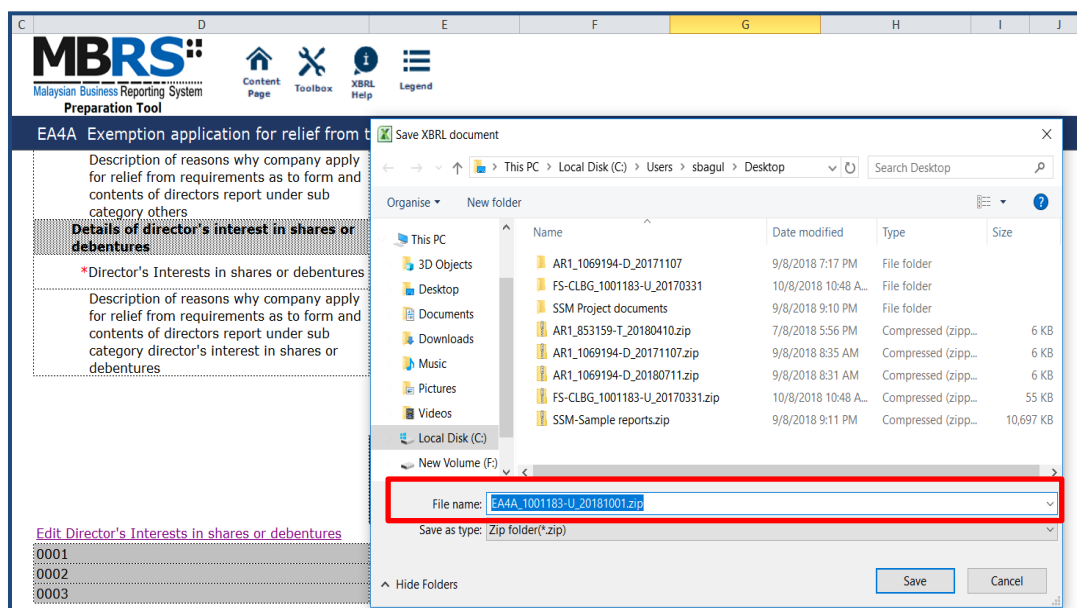 C D E F G H I J
MBRS
Malaysian Business Reporting System
Preparation Tool
Content
Page
Toolbox
XBRL
Help
Legend
EA4A Exemption application for relief from t
Description of reasons why company apply
for relief from requirements as to form and
contents of directors report under sub
category others
Details of director's interest in shares or
debentures
*Director's Interests in shares or debentures
Description of reasons why company apply
for relief from requirements as to form and
contents of directors report under sub
category director's interest in shares or
debentures
Edit Director's Interests in shares or debentures
0001
0002
0003
Save XBRL document
This PC > Local Disk (C:) > Users > sbagul > Desktop
Search Desktop
Organise New folder
This PC
3D Objects
Desktop
Documents
Downloads
Music
Pictures
Videos
Local Disk (C:)
New Volume (F:)
Name Date modified Type Size
AR1_1069194-D_20171107 9/8/2018 7:17 PM File folder
FS-CLBG_1001183-U_20170331 10/8/2018 10:48 A... File folder
SSM Project documents 9/8/2018 9:10 PM File folder
AR1_853159-T_20180410.zip 7/8/2018 5:56 PM Compressed (zipp... 6 KB
AR1_1069194-D_20171107.zip 9/8/2018 8:35 AM Compressed (zipp... 6 KB
AR1_1069194-D_20180711.zip 9/8/2018 8:31 AM Compressed (zipp... 6 KB
FS-CLBG_1001183-U_20170331.zip 10/8/2018 10:48 A... Compressed (zipp... 55 KB
SSM-Sample reports.zip 9/8/2018 9:11 PM Compressed (zipp... 10,697 KB
File name: EA4A_1001183-U_20181001.zip
Save as type: Zip folder(*.zip)
Hide Folders
Save
Cancel